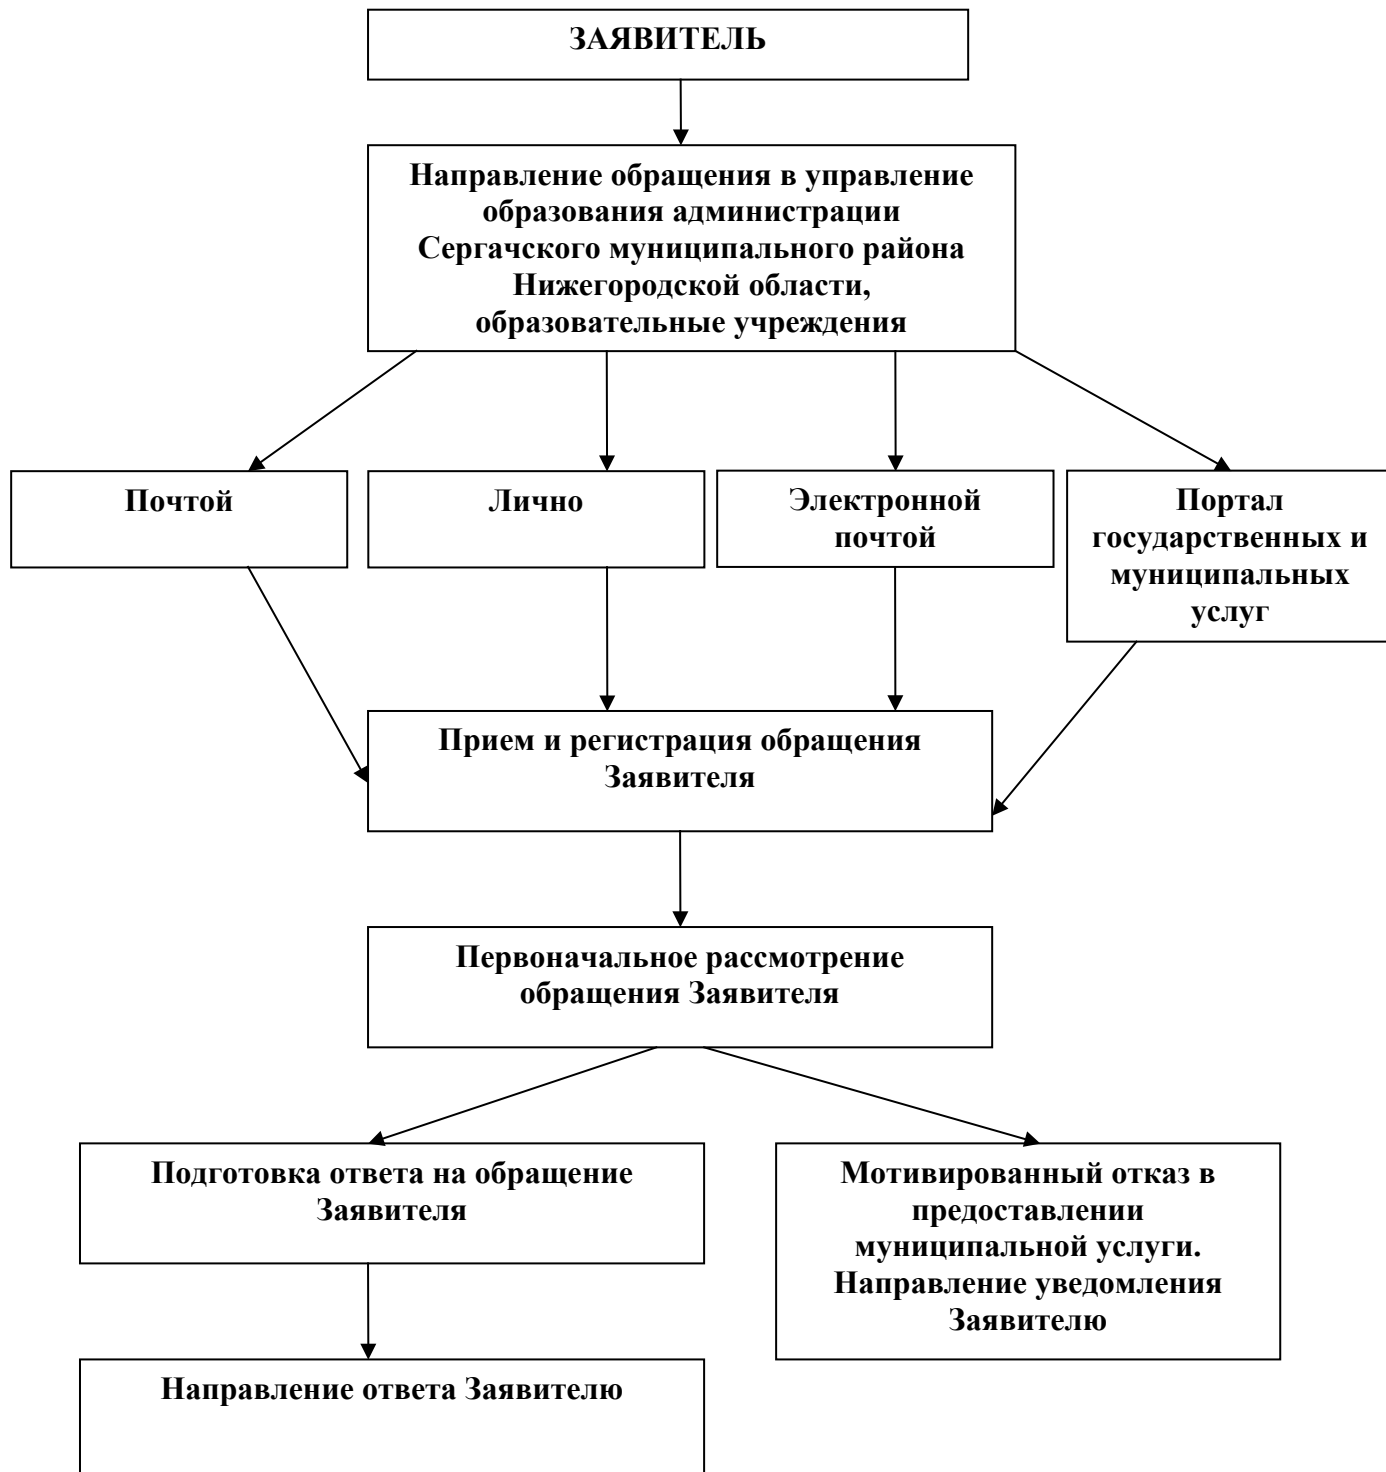 ЗАЯВИТЕЛЬ
Направление обращения в управление
образования администрации
Сергачского муниципального района
Нижегородской области,
образовательные учреждения
Почтой
Лично
Электронной
почтой
Портал
государственных и
муниципальных
услуг
Прием и регистрация обращения
Заявителя
Первоначальное рассмотрение
обращения Заявителя
Подготовка ответа на обращение
Заявителя
Мотивированный отказ в
предоставлении
муниципальной услуги.
Направление уведомления
Заявителю
Направление ответа Заявителю